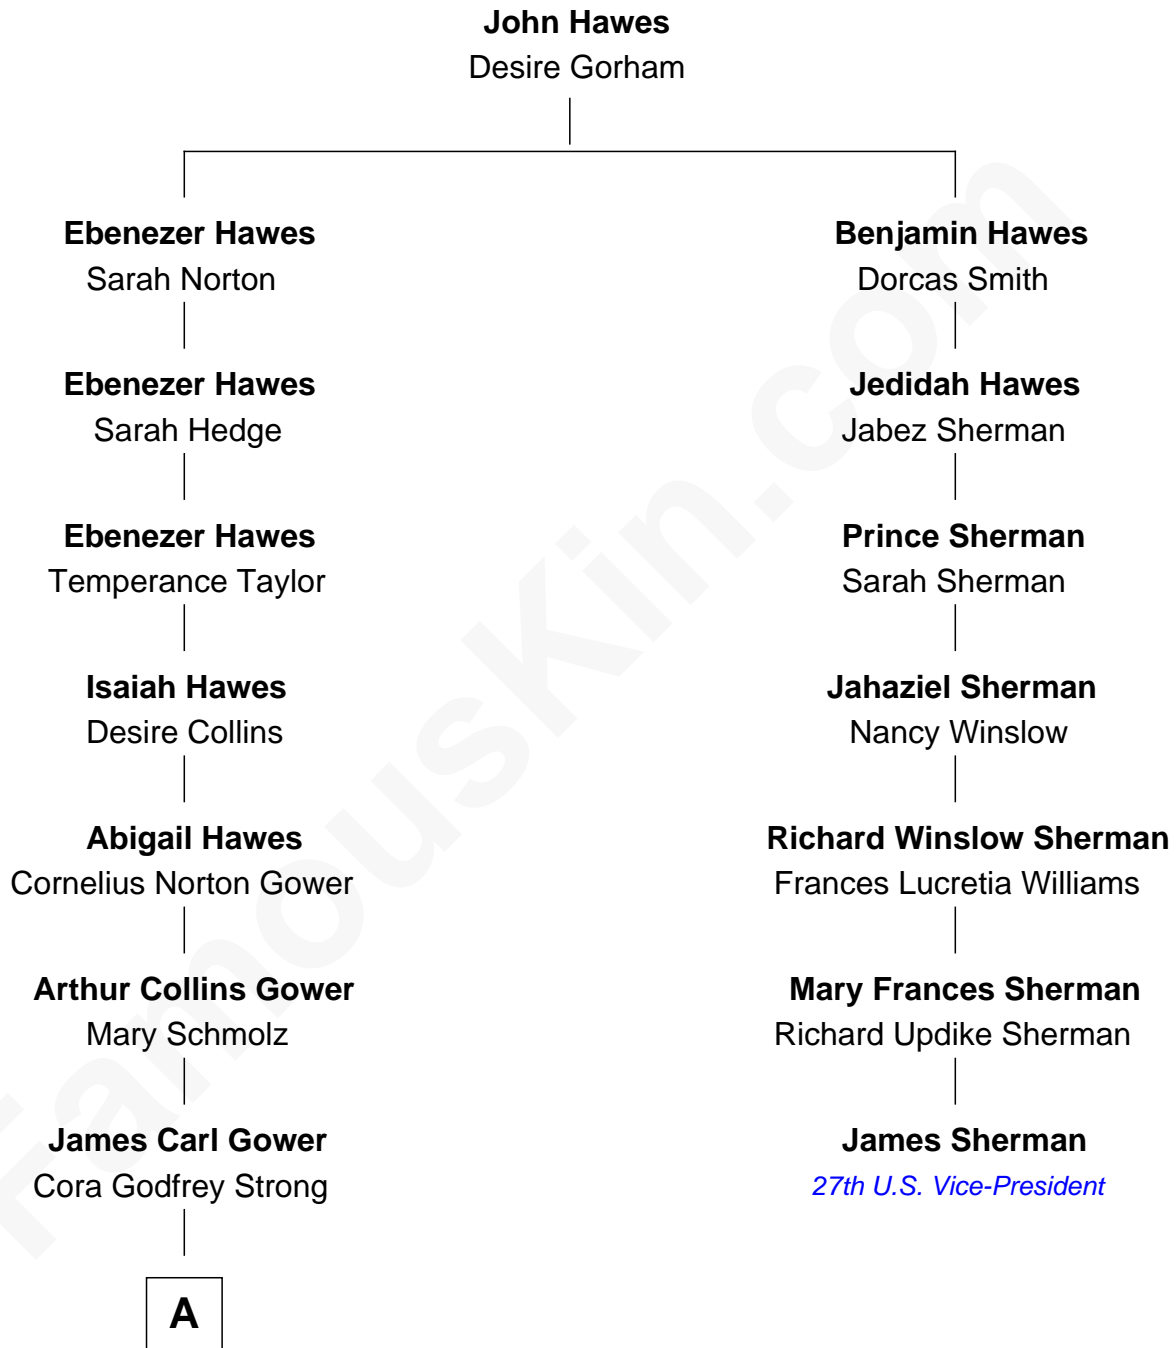 John Hawes
Desire Gorham
Ebenezer Hawes
Sarah Norton
Ebenezer Hawes
Sarah Hedge
Ebenezer Hawes
Temperance Taylor
Isaiah Hawes
Desire Collins
Abigail Hawes
Cornelius Norton Gower
Arthur Collins Gower
Mary Schmolz
James Carl Gower
Cora Godfrey Strong
A
Benjamin Hawes
Dorcas Smith
Jedidah Hawes
Jabez Sherman
Prince Sherman
Sarah Sherman
Jahaziel Sherman
Nancy Winslow
Richard Winslow Sherman
Frances Lucretia Williams
Mary Frances Sherman
Richard Updike Sherman
James Sherman
27th U.S. Vice-President
FamousKin.com